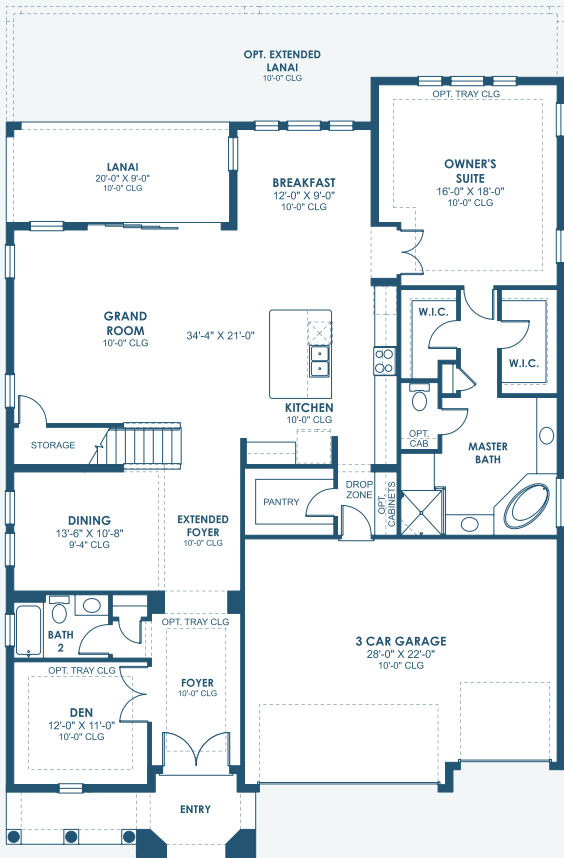 OPT. EXTENDED
LANAI
10'-0" CLG
OPT. TRAY CLG
LANAI
20'-0" X 9'-0"
10'-0" CLG
BREAKFAST
12'-0" X 9'-0"
10'-0" CLG
OWNER'S
SUITE
16'-0" X 18'-0"
10'-0" CLG
GRAND
ROOM
10'-0" CLG
34'-4" X 21'-0"
W.I.C.
W.I.C.
KITCHEN
10'-0" CLG
STORAGE
OPT.
CAB
MASTER
BATH
PANTRY
DROP
ZONE
OPT.
CABINETS
DINING
13'-6" X 10'-8"
9'-4" CLG
EXTENDED
FOYER
10'-0" CLG
BATH
2
OPT. TRAY CLG
3 CAR GARAGE
28'-0" X 22'-0"
10'-0" CLG
OPT. TRAY CLG
DEN
12'-0" X 11'-0"
10'-0" CLG
FOYER
10'-0" CLG
ENTRY